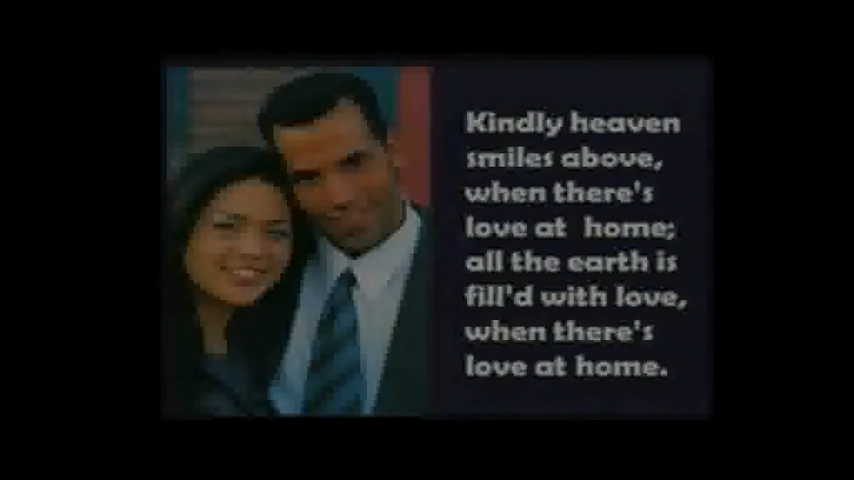 Kindly heaven
smiles above,
when there's
love at home;
all the earth is
fill'd with love,
when there's
love at home.